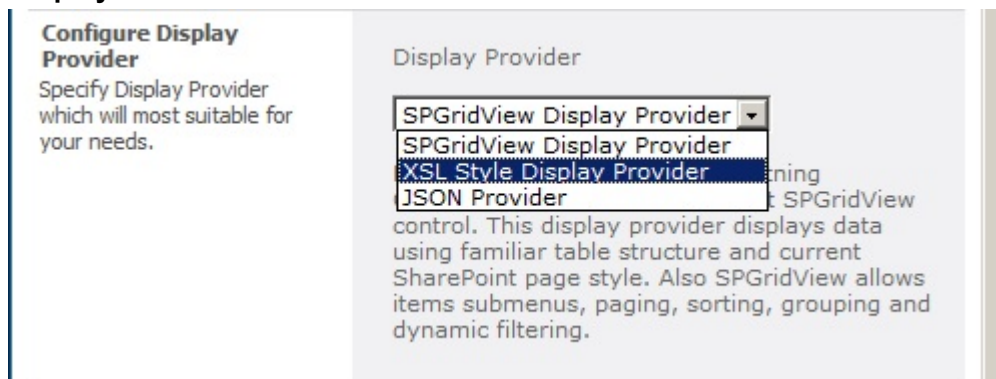 Configure Display
Provider
Specify Display Provider
which will most suitable for
your needs.
Display Provider
SPGridView Display Provider
SPGridView Display Provider
XSL Style Display Provider
tning
JSON Provider
t SPGridView
control. This display provider displays data
using familiar table structure and current
SharePoint page style. Also SPGridView allows
items submenus, paging, sorting, grouping and
dynamic filtering.